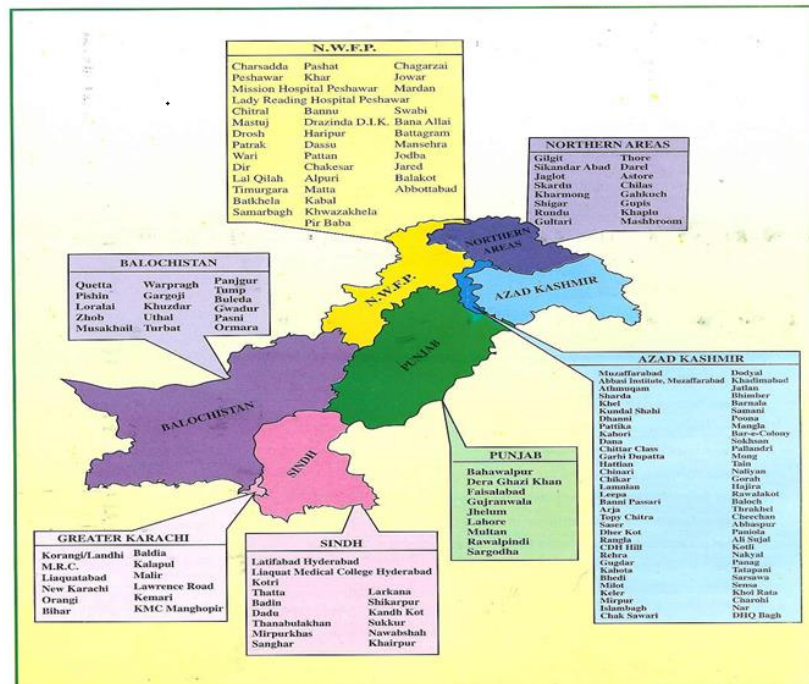 N.W.F.P.
Charsadda Pashat Chagarzai
Peshawar Khar Jowar
Mission Hospital Peshawar Mardan
Lady Reading Hospital Peshawar
Chitral Bannu Swabi
Mastuj Drazinda D.I.K. Bana Allai
Drosh Haripur Battagram
Patrak Dassu Mansehra
Wari Pattan Jodba
Dir Chakesar Jared
Lal Qilah Alpuri Balakot
Timurgara Matta Abbottabad
Batkhela Kabal
Samarbagh Khwazakhela
Pir Baba
NORTHERN AREAS
Gilgit Thore
Sikandar Abad Darel
Jaglot Astore
Skardu Chilas
Kharmong Gahkuch
Shigar Gupis
Rundu Khaplu
Gultari Mashbroom
BALOCHISTAN
Quetta Warpragh Panjgur
Pishin Gargoji Tump
Loralai Khuzdar Buleda
Zhob Uthal Gwadur
Musakhail Turbat Pasni
Ormara
NORTHERN AREAS
N.W.F.P.
AZAD KASHMIR
PUNJAB
BALOCHISTAN
SINDH
AZAD KASHMIR
Muzaffarabad Dodyal
Abbasi Institute, Muzaffarabad Khadimabad
Athmuqam Jatlan
Sharda Bhimber
Khel Barnala
Kundal Shahi Samani
Dhanni Poona
Pattika Mangla
Kahori Bar-e-Colony
Dana Sokhsan
Chittar Class Pallandri
Garhi Dupatta Mong
Hattian Tain
Chinari Naliyan
Chikar Gorah
Lamnian Hajira
Leepa Rawalakot
Banni Passari Baloch
Arja Thrakhel
Topy Chitra Cheechan
Saser Abbaspur
Dher Kot Paniola
Rangla Ali Sujal
CDH Hill Kotli
Rehra Nakyal
Gugdar Panag
Kahota Tatapani
Bhedi Sarsawa
Milot Sensa
Keler Khoi Rata
Mirpur Charohi
Islambagh Nar
Chak Sawari DHQ Bagh
PUNJAB
Bahawalpur
Dera Ghazi Khan
Faisalabad
Gujranwala
Jhelum
Lahore
Multan
Rawalpindi
Sargodha
GREATER KARACHI
Korangi/Landhi Baldia
M.R.C. Kalapul
Liaquatabad Malir
New Karachi Lawrence Road
Orangi Kemari
Bihar KMC Manghopir
SINDH
Latifabad Hyderabad
Liaquat Medical College Hyderabad
Kotri
Thatta Larkana
Badin Shikarpur
Dadu Kandh Kot
Thanabulakhan Sukkur
Mirpurkhas Nawabshah
Sanghar Khairpur